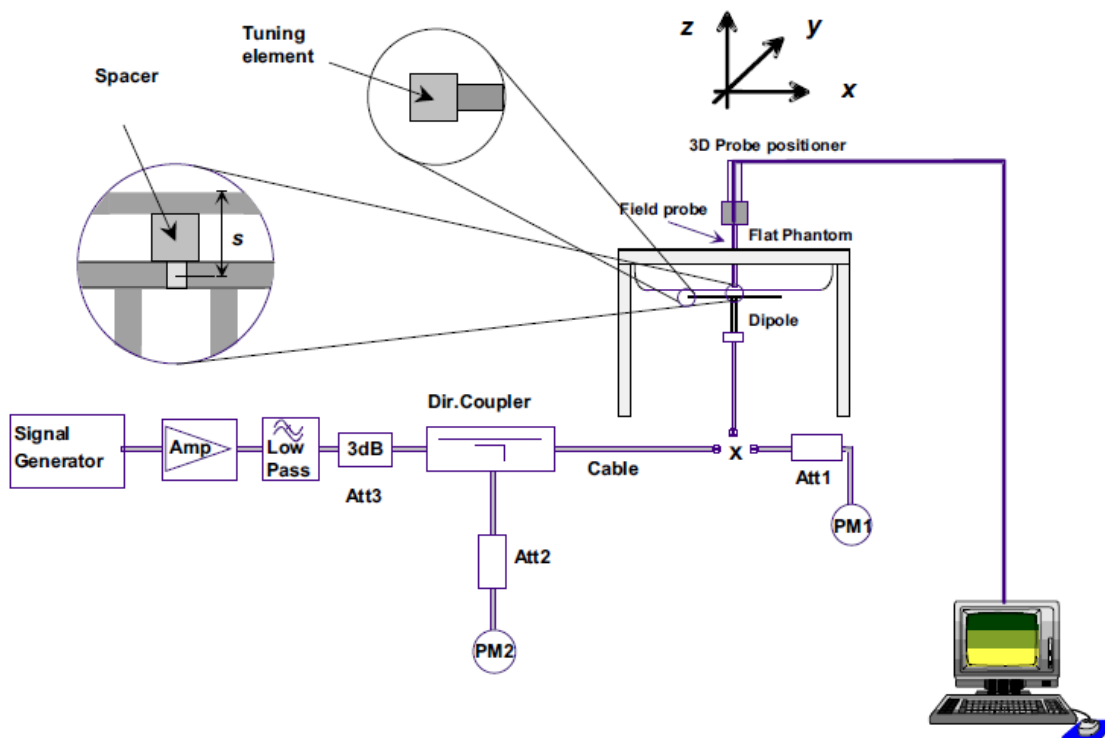 Tuning
element
Spacer
z
y
x
3D Probe positioner
Field probe
Flat Phantom
s
Dipole
Dir.Coupler
Signal
Generator
Amp
Low
Pass
3dB
Att3
Cable
X
Att1
PM1
Att2
PM2